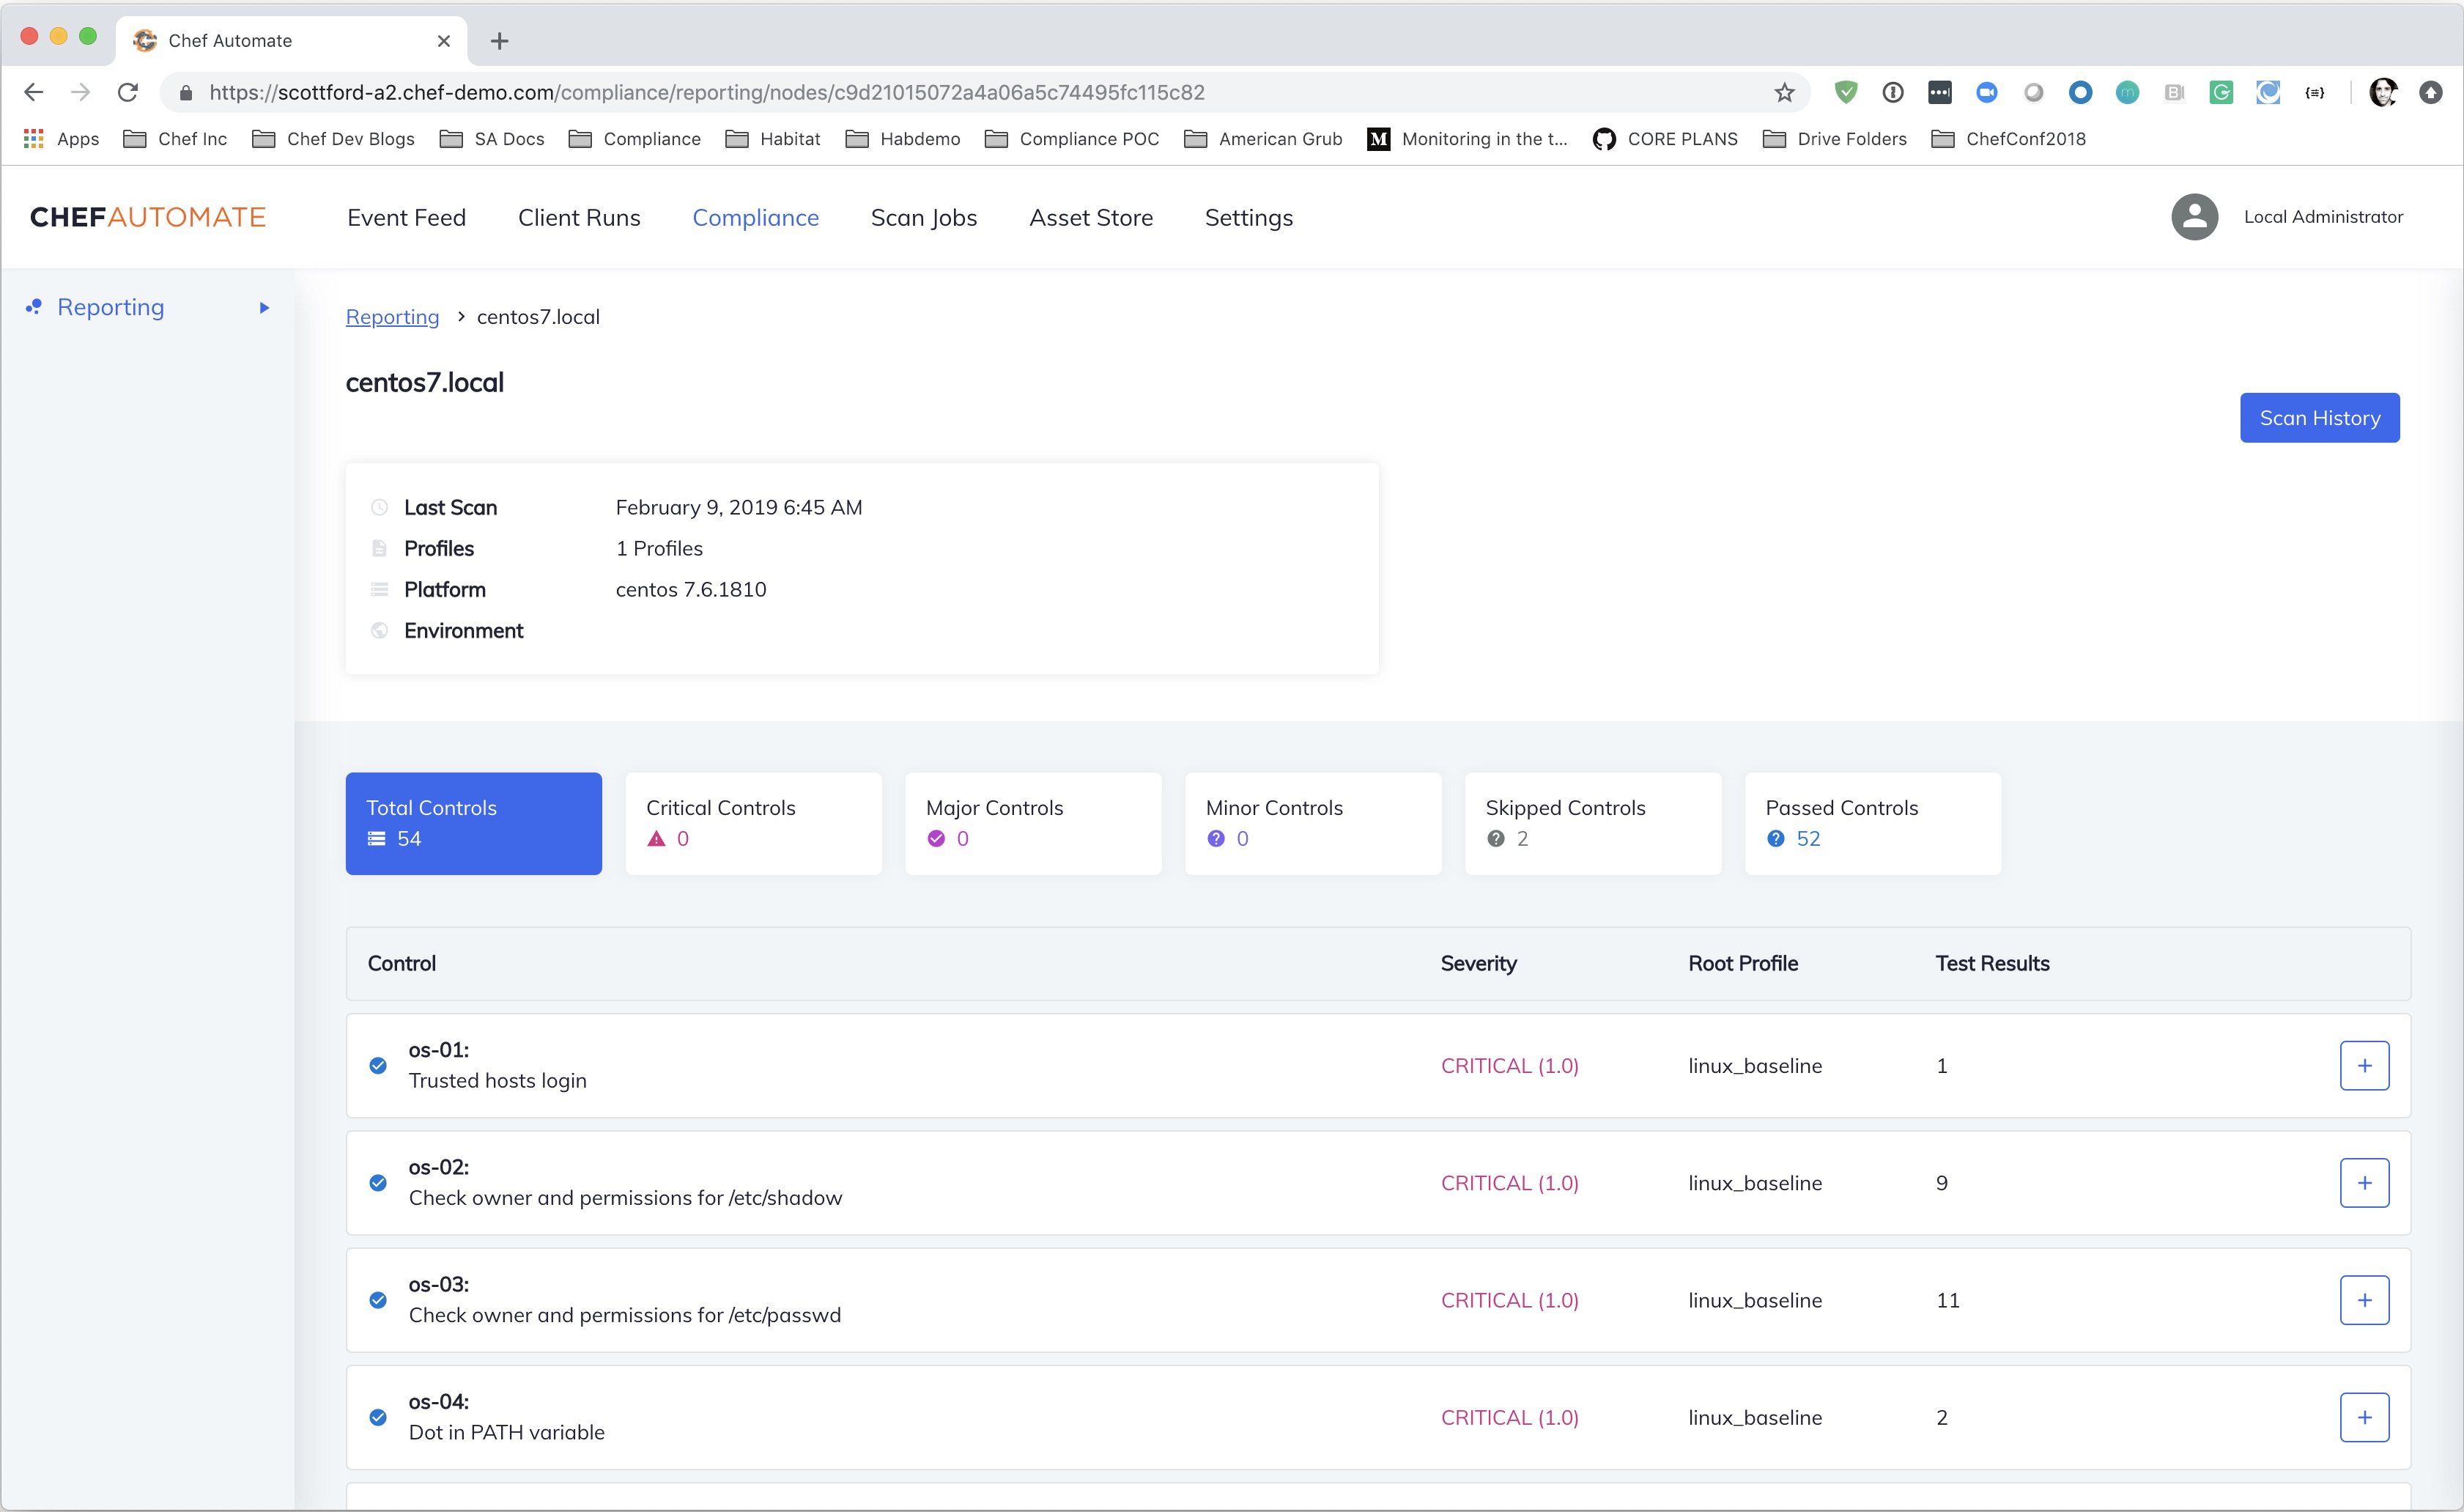 Chef Automate
https://scottford-a2.chef-demo.com/compliance/reporting/nodes/c9d21015072a4a06a5c74495fc115c82
Apps Chef Inc Chef Dev Blogs SA Docs Compliance Habitat Habdemo Compliance POC American Grub M Monitoring in the t... CORE PLANS Drive Folders ChefConf2018
CHEFAUTOMATE Event Feed Client Runs Compliance Scan Jobs Asset Store Settings Local Administrator
Reporting
Reporting > centos7.local
centos7.local
Scan History
Last Scan February 9, 2019 6:45 AM
Profiles 1 Profiles
Platform centos 7.6.1810
Environment
Total Controls
54
Critical Controls
0
Major Controls
0
Minor Controls
0
Skipped Controls
2
Passed Controls
52
Control Severity Root Profile Test Results
os-01:
Trusted hosts login
CRITICAL (1.0) linux_baseline 1 +
os-02:
Check owner and permissions for /etc/shadow
CRITICAL (1.0) linux_baseline 9 +
os-03:
Check owner and permissions for /etc/passwd
CRITICAL (1.0) linux_baseline 11 +
os-04:
Dot in PATH variable
CRITICAL (1.0) linux_baseline 2 +